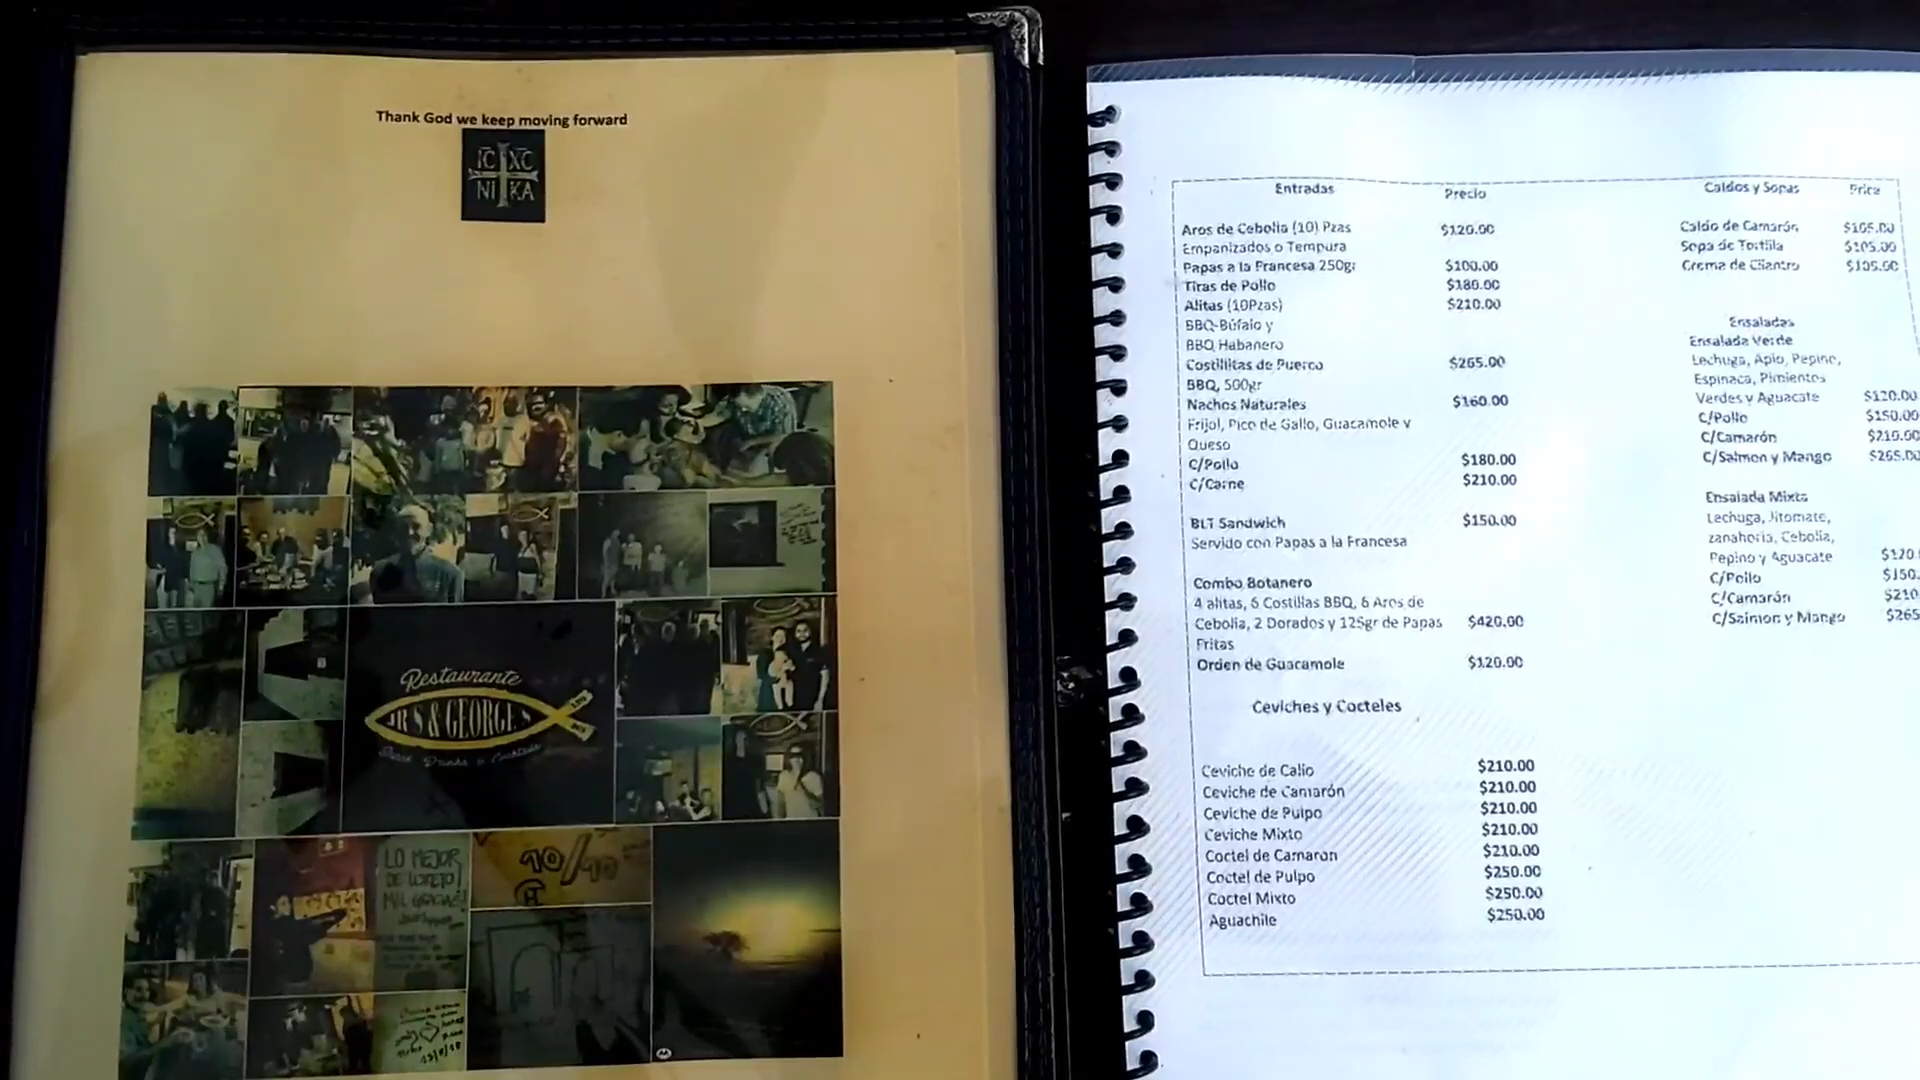 Thank God we keep moving forward
IC XC
NI KA
Restaurante
JR'S & GEORGE'S
LO MEJOR
DE LORETO!
MIL GRACIAS!
10/10
Entradas Precio
Aros de Cebolla (10) Pzas $120.00
Empanizados o Tempura
Papas a la Francesa 250gr $100.00
Tiras de Pollo $180.00
Alitas (10Pzas) $210.00
BBQ-Búfalo y
BBQ Habanero
Costillitas de Puerco $265.00
BBQ, 500gr
Nachos Naturales $160.00
Frijol, Pico de Gallo, Guacamole y
Queso
C/Pollo $180.00
C/Carne $210.00
BLT Sandwich $150.00
Servido con Papas a la Francesa
Combo Botanero
4 alitas, 6 Costillas BBQ, 6 Aros de
Cebolla, 2 Dorados y 125gr de Papas $420.00
Fritas
Orden de Guacamole $120.00
Ceviches y Cocteles
Ceviche de Callo $210.00
Ceviche de Camarón $210.00
Ceviche de Pulpo $210.00
Ceviche Mixto $210.00
Coctel de Camaron $210.00
Coctel de Pulpo $250.00
Coctel Mixto $250.00
Aguachile $250.00
Caldos y Sopas Price
Caldo de Camarón $105.00
Sopa de Tortilla $105.00
Crema de Cilantro $105.00
Ensaladas
Ensalada Verde
Lechuga, Apio, Pepino,
Espinaca, Pimientos
Verdes y Aguacate $120.00
C/Pollo $150.00
C/Camarón $210.00
C/Salmon y Mango $265.00
Ensalada Mixta
Lechuga, Jitomate,
zanahoria, Cebolla,
Pepino y Aguacate $120.
C/Pollo $150.
C/Camarón $210
C/Salmon y Mango $265